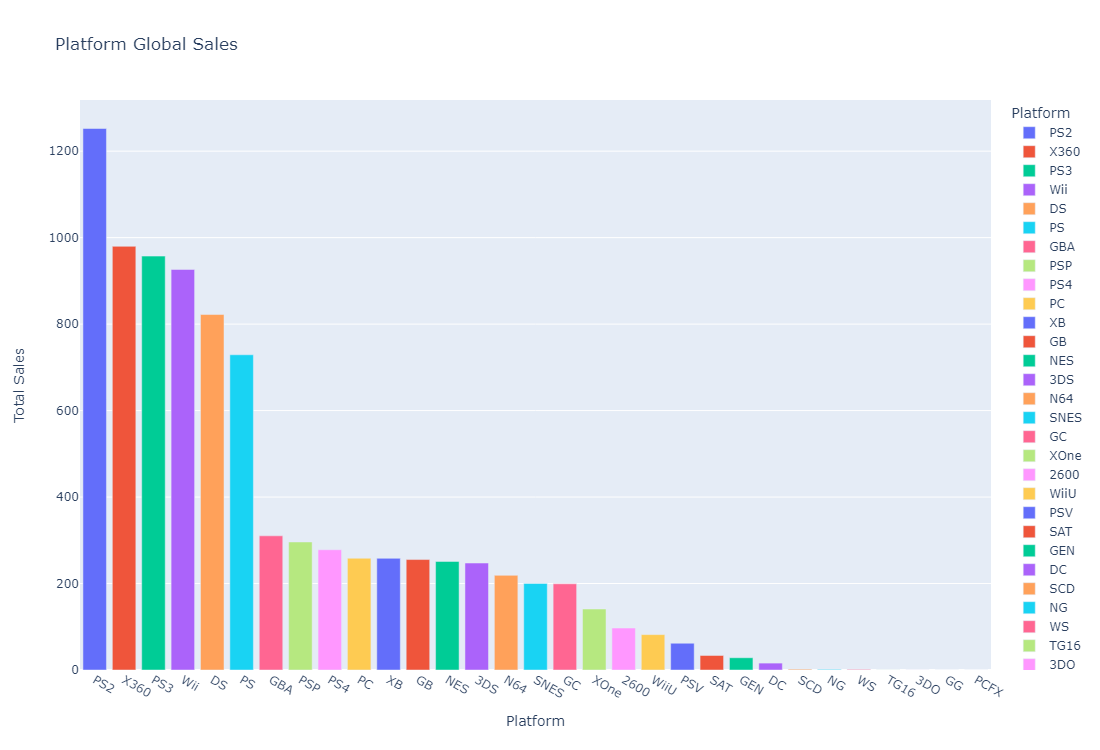 Platform Global Sales
Platform
PS2
X360
PS3
Wii
DS
PS
GBA
PSP
PS4
PC
XB
GB
NES
3DS
N64
SNES
GC
XOne
2600
WiiU
PSV
SAT
GEN
DC
SCD
NG
WS
TG16
3DO
1200
1000
800
600
400
200
0
Total Sales
PS2 X360 PS3 Wii DS PS GBA PSP PS4 PC XB GB NES 3DS N64 SNES GC XOne 2600 WiiU PSV SAT GEN DC SCD NG WS TG16 3DO GG PCFX
Platform